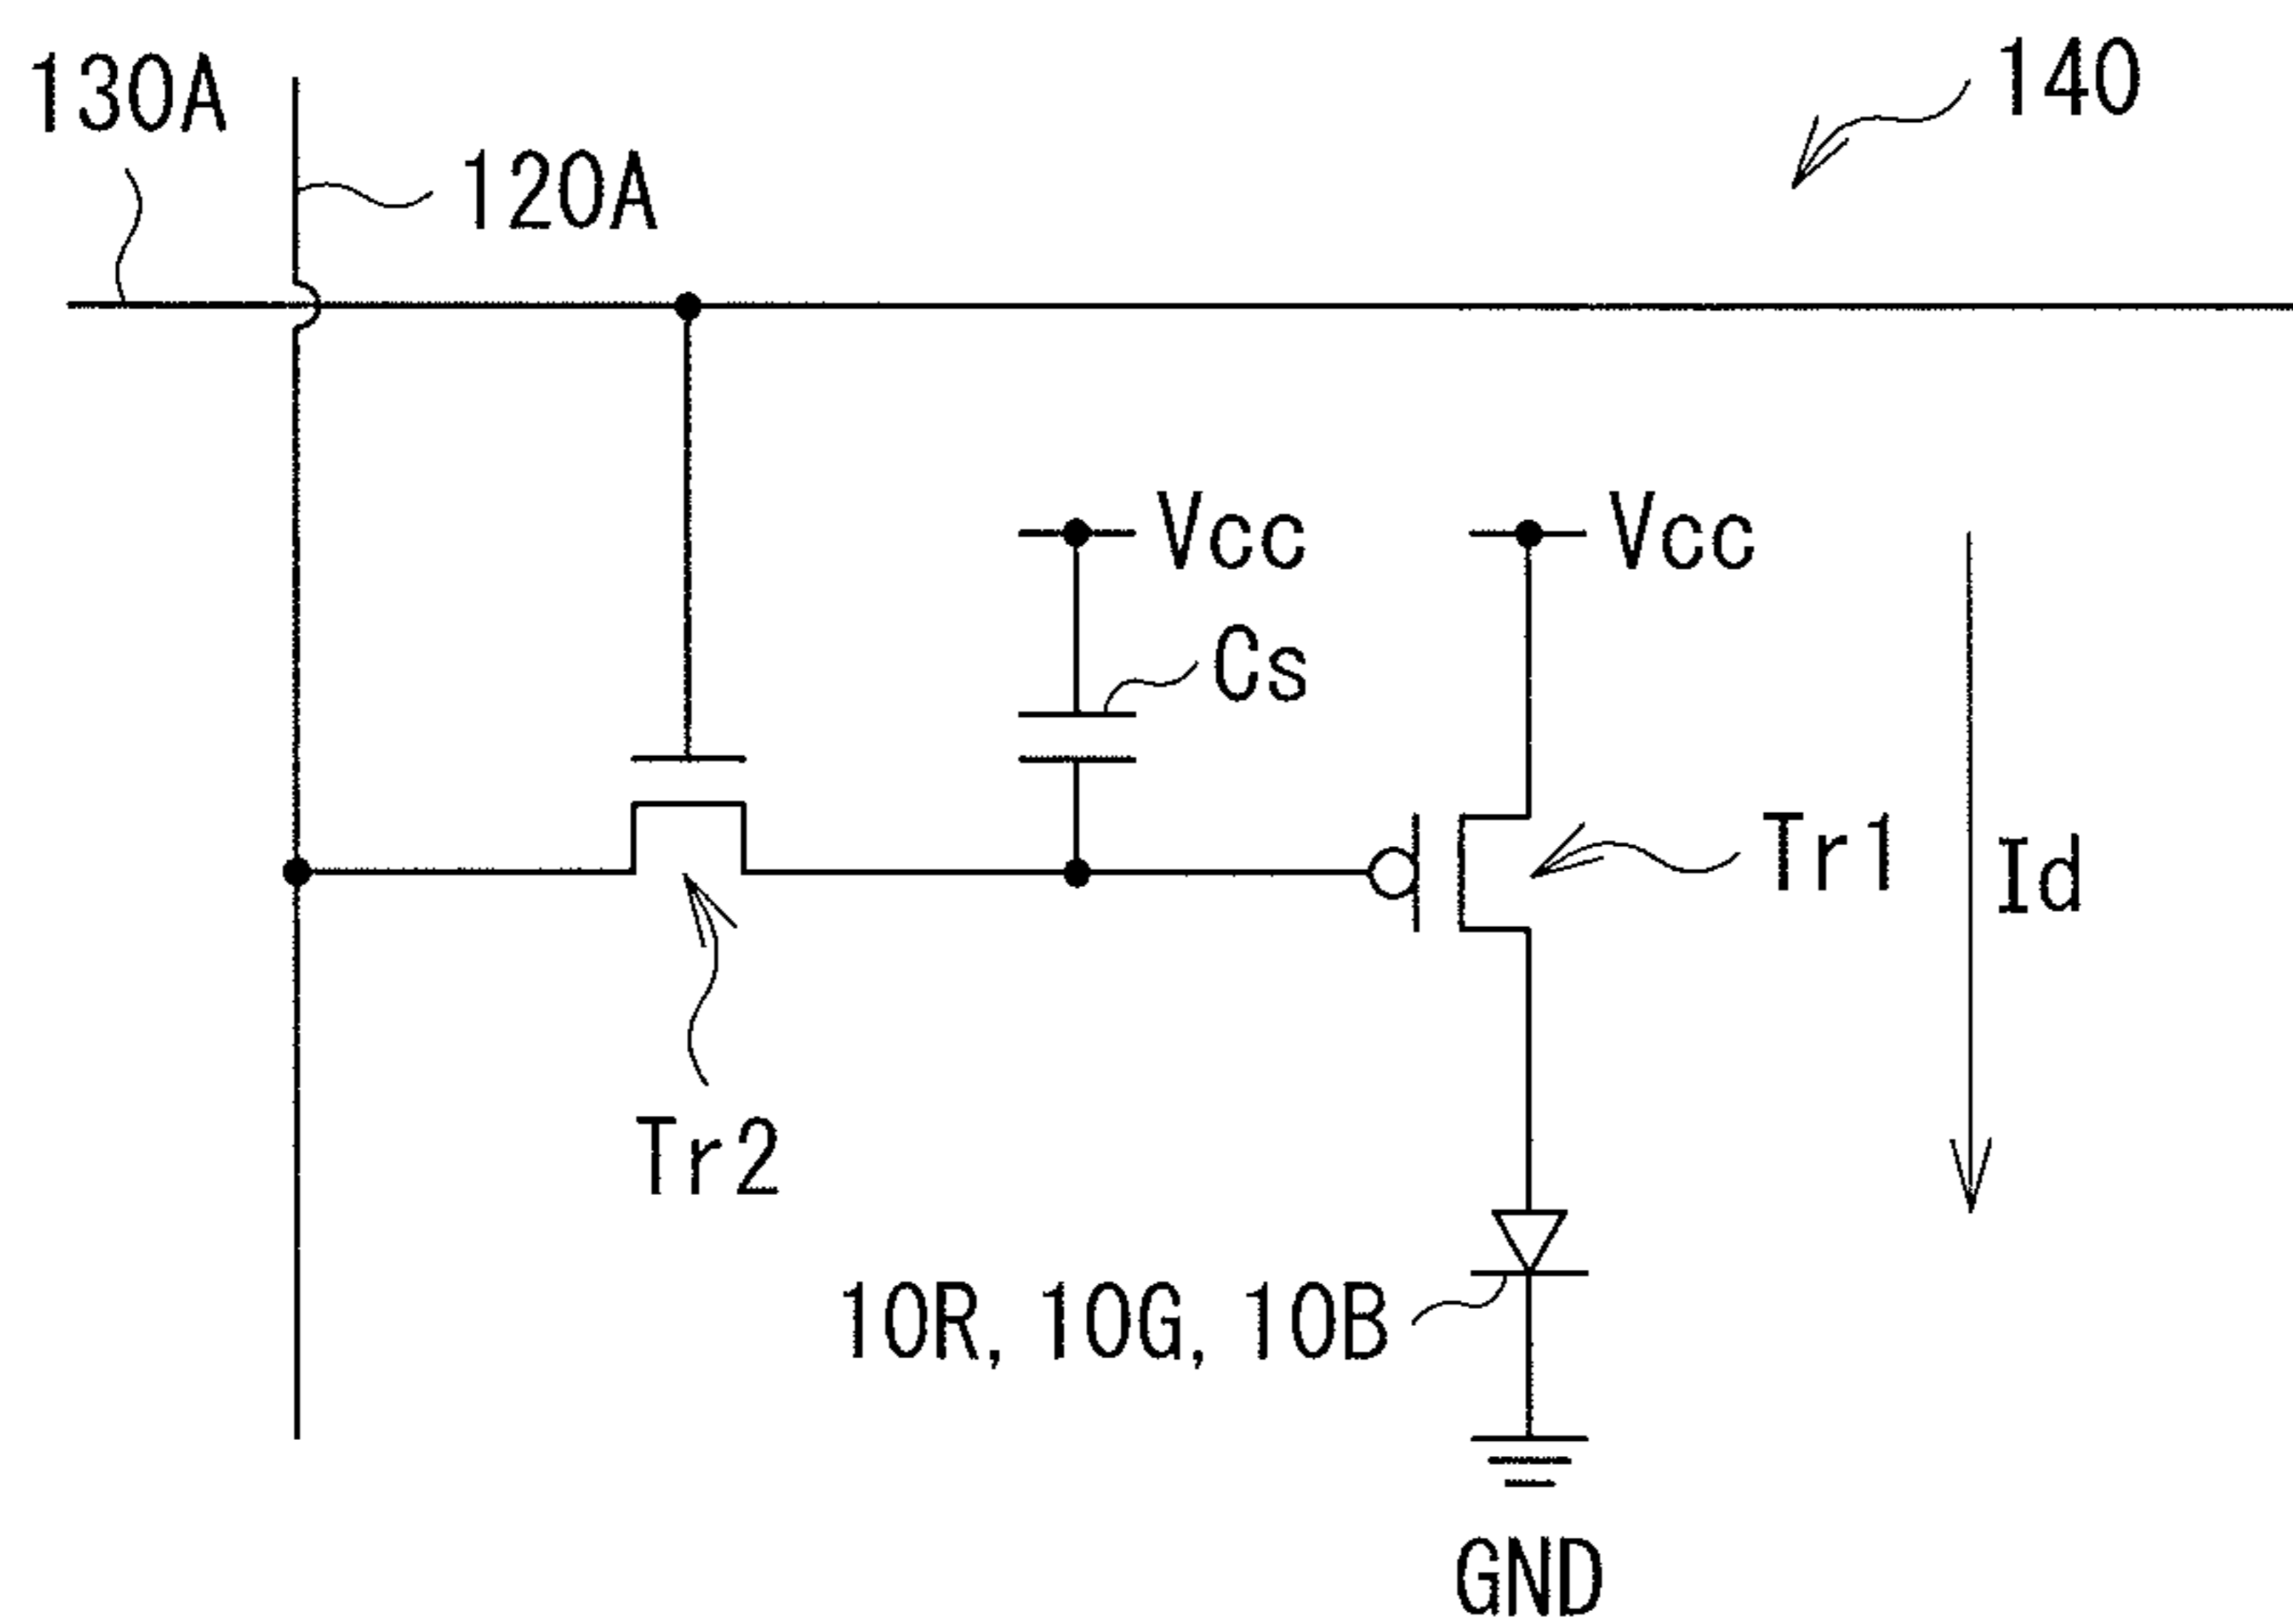 130A
120A
140
Vcc
Vcc
Cs
Tr1
Id
Tr2
10R, 10G, 10B
GND